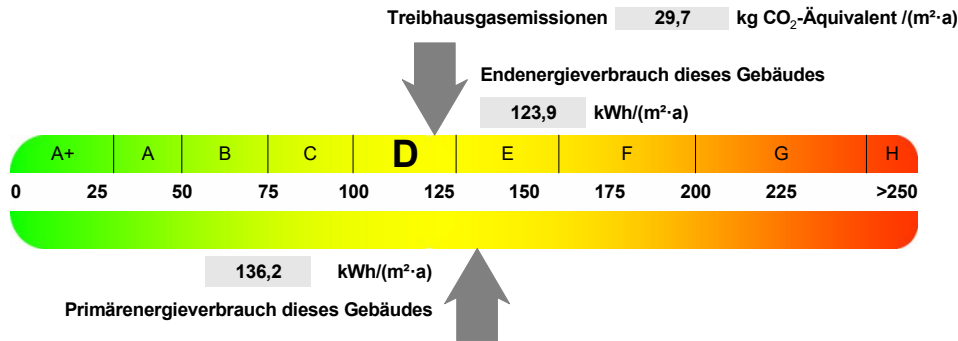 Treibhausgasemissionen 29,7 kg CO₂-Äquivalent /(m²·a)
Endenergieverbrauch dieses Gebäudes
123,9 kWh/(m²·a)
A+ A B C D E F G H
0 25 50 75 100 125 150 175 200 225 >250
136,2 kWh/(m²·a)
Primärenergieverbrauch dieses Gebäudes